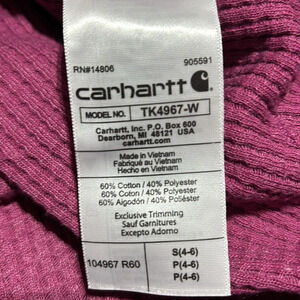 RN#14806 905591
carhartt
MODEL NO. TK4967-W
Carhartt, Inc. P.O. Box 600
Dearborn, MI 48121 USA
carhartt.com
Made in Vietnam
Fabriqué au Vietnam
Hecho en Vietnam
60% Cotton / 40% Polyester
60% Coton / 40% Polyester
60% Algodón / 40% Poliéster
Exclusive Trimming
Sauf Garnitures
Excepto Adorno
104967 R60
S(4-6)
P(4-6)
P(4-6)